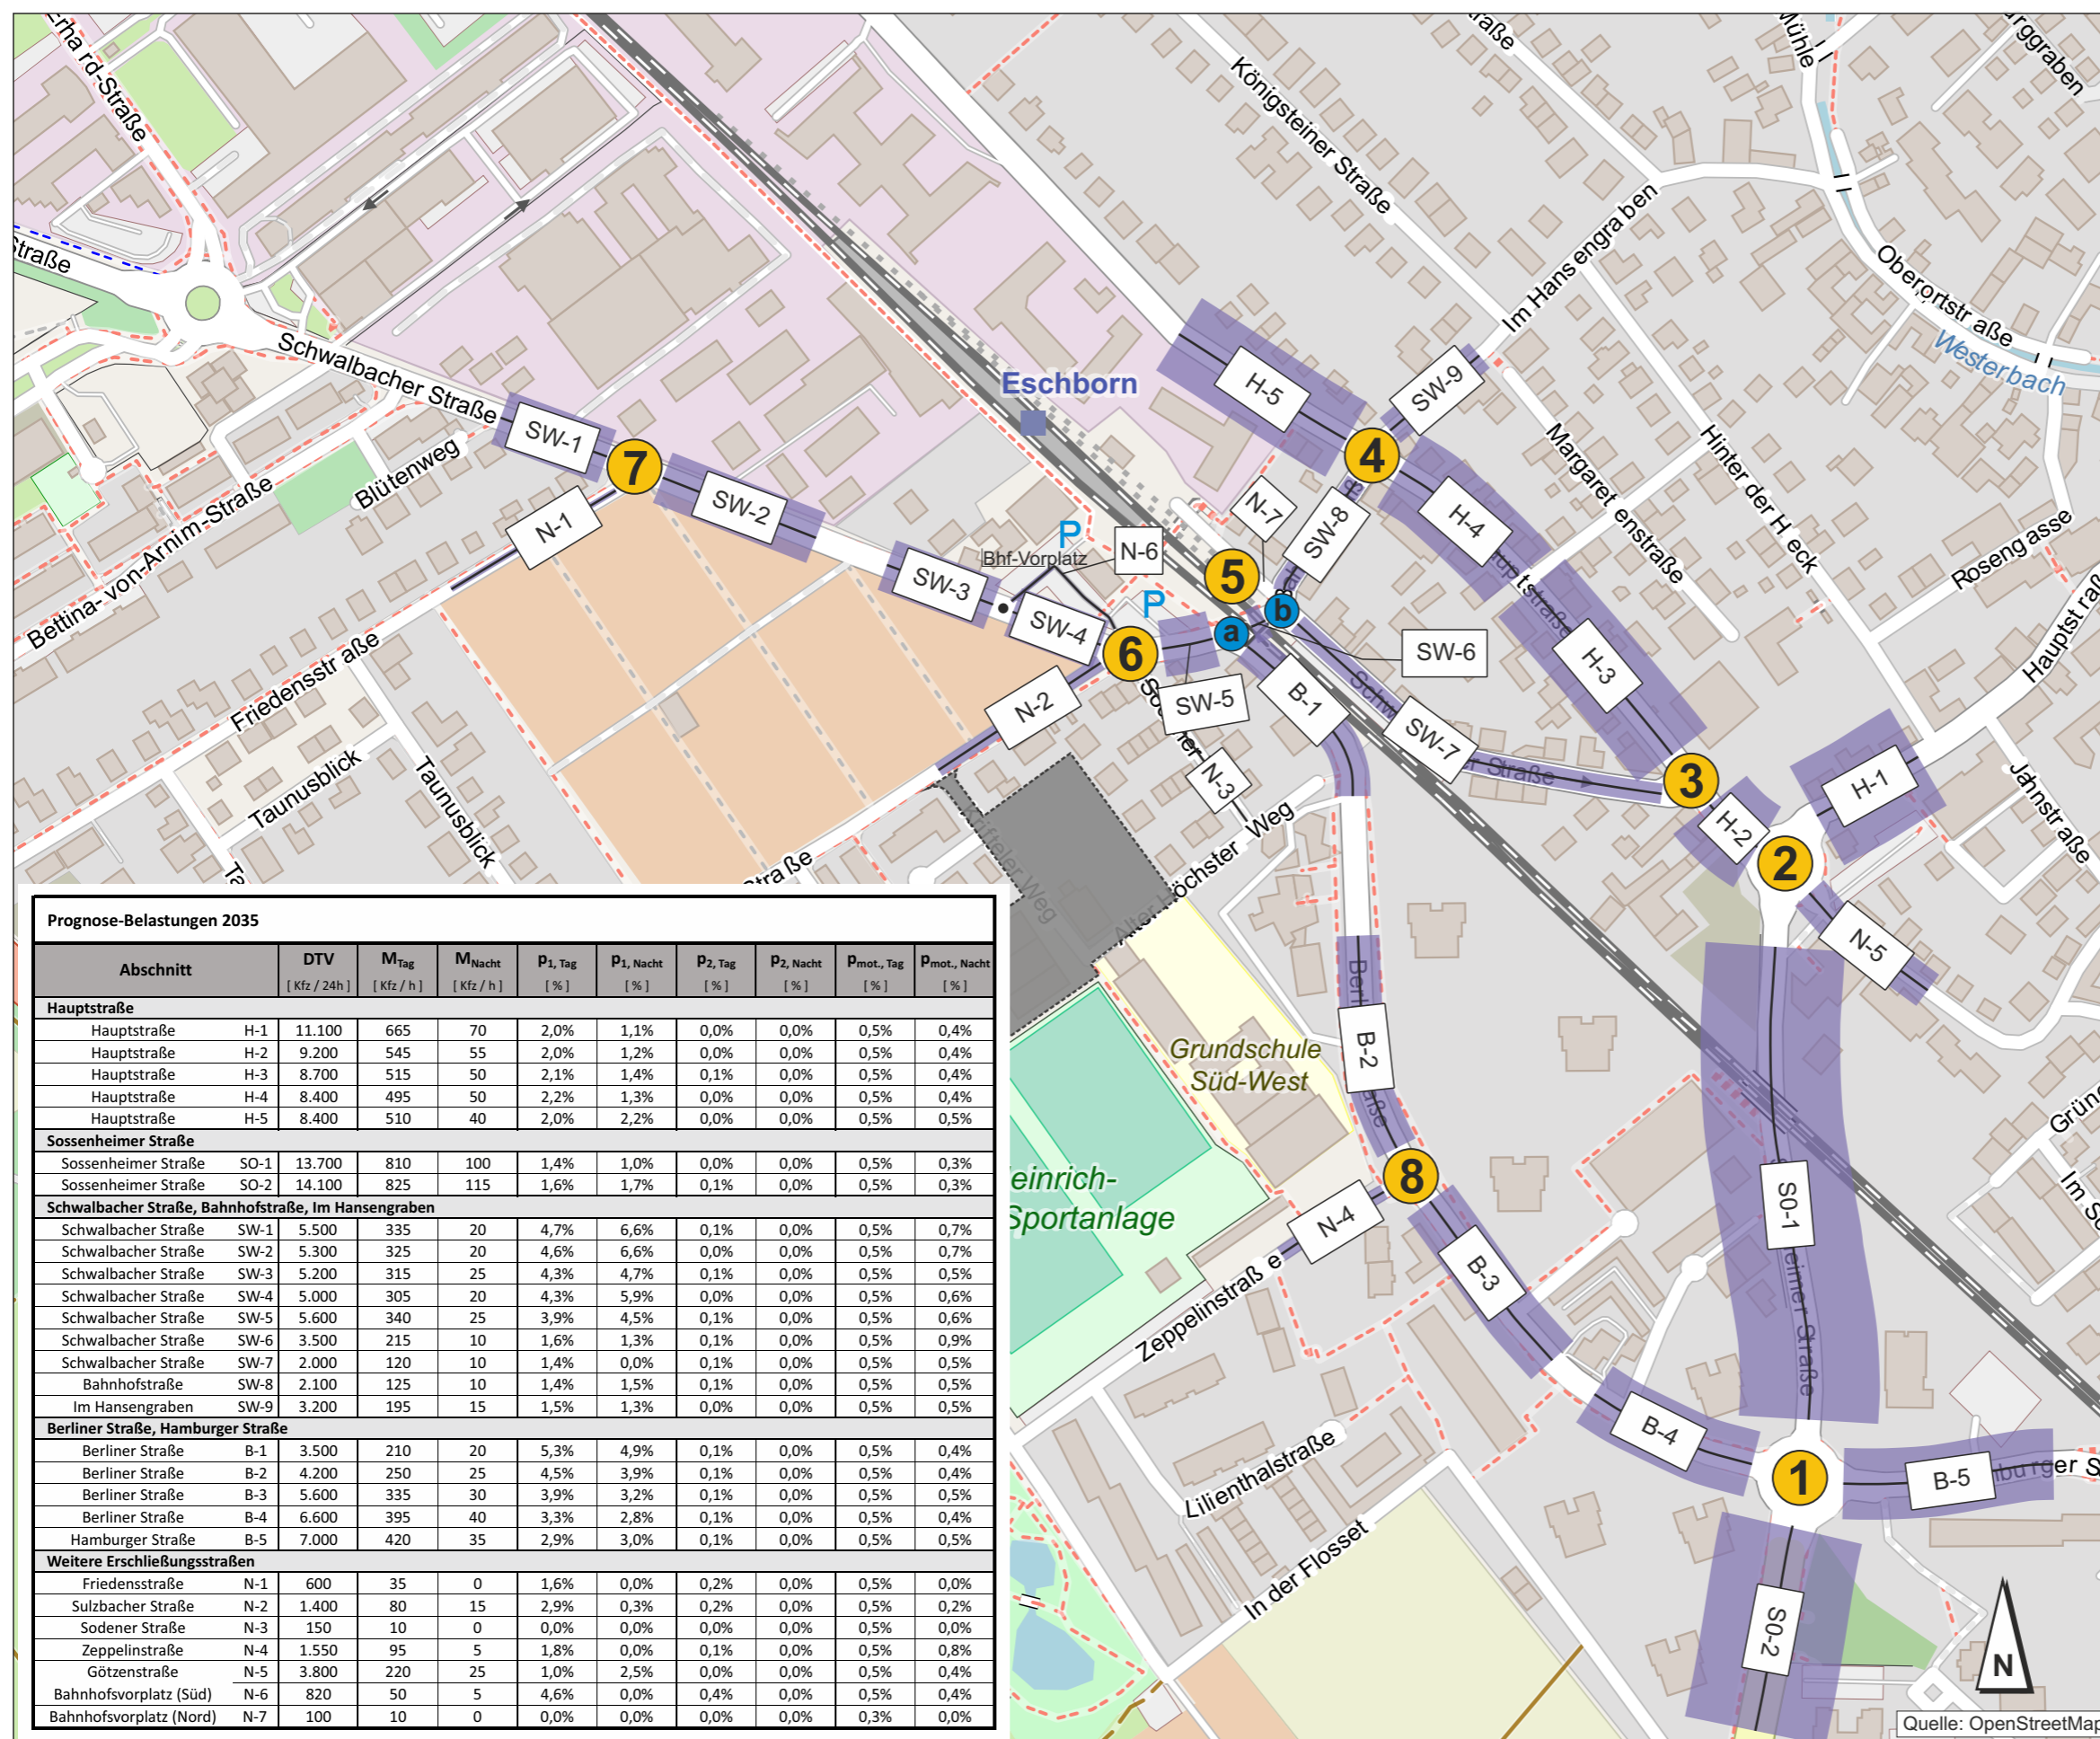 Erhard-Straße
Straße
Schwalbacher Straße
Blütenweg
Bettina-von-Arnim-Straße
Friedensstraße
Taunusblick
Taunusblick
Eschborn
Königsteiner Straße
Im Hansengraben
Margaretenstraße
Hinter der Heck
Rosengasse
Oberortstraße
Westerbach
Hauptstraße
Jahnstraße
Mühle
Bhf-Vorplatz
P
P
H-5
SW-9
4
SW-1
7
SW-2
N-1
SW-3
SW-4
N-6
N-7
SW-8
H-4
5
b
a
6
SW-6
SW-5
N-2
N-3
B-1
SW-7
H-3
3
H-2
H-1
2
N-5
Krifteler Weg
Alter Höchster Weg
Straße
B-2
Grundschule
Süd-West
einrich-
Sportanlage
8
N-4
B-3
Zeppelinstraße
S0-1
B-4
1
B-5
Lilienthalstraße
In der Flosset
S0-2
N
Quelle: OpenStreetMap
Prognose-Belastungen 2035
Abschnitt DTV M Tag M Nacht p1, Tag p1, Nacht p2, Tag p2, Nacht pmot., Tag pmot., Nacht
[ Kfz / 24h ] [ Kfz / h ] [ Kfz / h ] [ % ] [ % ] [ % ] [ % ] [ % ] [ % ]
Hauptstraße
Hauptstraße H-1 11.100 665 70 2,0% 1,1% 0,0% 0,0% 0,5% 0,4%
Hauptstraße H-2 9.200 545 55 2,0% 1,2% 0,0% 0,0% 0,5% 0,4%
Hauptstraße H-3 8.700 515 50 2,1% 1,4% 0,1% 0,0% 0,5% 0,4%
Hauptstraße H-4 8.400 495 50 2,2% 1,3% 0,0% 0,0% 0,5% 0,4%
Hauptstraße H-5 8.400 510 40 2,0% 2,2% 0,0% 0,0% 0,5% 0,5%
Sossenheimer Straße
Sossenheimer Straße SO-1 13.700 810 100 1,4% 1,0% 0,0% 0,0% 0,5% 0,3%
Sossenheimer Straße SO-2 14.100 825 115 1,6% 1,7% 0,1% 0,0% 0,5% 0,3%
Schwalbacher Straße, Bahnhofstraße, Im Hansengraben
Schwalbacher Straße SW-1 5.500 335 20 4,7% 6,6% 0,1% 0,0% 0,5% 0,7%
Schwalbacher Straße SW-2 5.300 325 20 4,6% 6,6% 0,0% 0,0% 0,5% 0,7%
Schwalbacher Straße SW-3 5.200 315 25 4,3% 4,7% 0,1% 0,0% 0,5% 0,5%
Schwalbacher Straße SW-4 5.000 305 20 4,3% 5,9% 0,0% 0,0% 0,5% 0,6%
Schwalbacher Straße SW-5 5.600 340 25 3,9% 4,5% 0,1% 0,0% 0,5% 0,6%
Schwalbacher Straße SW-6 3.500 215 10 1,6% 1,3% 0,1% 0,0% 0,5% 0,9%
Schwalbacher Straße SW-7 2.000 120 10 1,4% 0,0% 0,1% 0,0% 0,5% 0,5%
Bahnhofstraße SW-8 2.100 125 10 1,4% 1,5% 0,1% 0,0% 0,5% 0,5%
Im Hansengraben SW-9 3.200 195 15 1,5% 1,3% 0,0% 0,0% 0,5% 0,5%
Berliner Straße, Hamburger Straße
Berliner Straße B-1 3.500 210 20 5,3% 4,9% 0,1% 0,0% 0,5% 0,4%
Berliner Straße B-2 4.200 250 25 4,5% 3,9% 0,1% 0,0% 0,5% 0,4%
Berliner Straße B-3 5.600 335 30 3,9% 3,2% 0,1% 0,0% 0,5% 0,5%
Berliner Straße B-4 6.600 395 40 3,3% 2,8% 0,1% 0,0% 0,5% 0,4%
Hamburger Straße B-5 7.000 420 35 2,9% 3,0% 0,1% 0,0% 0,5% 0,5%
Weitere Erschließungsstraßen
Friedensstraße N-1 600 35 0 1,6% 0,0% 0,2% 0,0% 0,5% 0,0%
Sulzbacher Straße N-2 1.400 80 15 2,9% 0,3% 0,2% 0,0% 0,5% 0,2%
Sodener Straße N-3 150 10 0 0,0% 0,0% 0,0% 0,0% 0,5% 0,0%
Zeppelinstraße N-4 1.550 95 5 1,8% 0,0% 0,1% 0,0% 0,5% 0,8%
Götzenstraße N-5 3.800 220 25 1,0% 2,5% 0,0% 0,0% 0,5% 0,4%
Bahnhofsvorplatz (Süd) N-6 820 50 5 4,6% 0,0% 0,4% 0,0% 0,5% 0,4%
Bahnhofsvorplatz (Nord) N-7 100 10 0 0,0% 0,0% 0,0% 0,0% 0,3% 0,0%